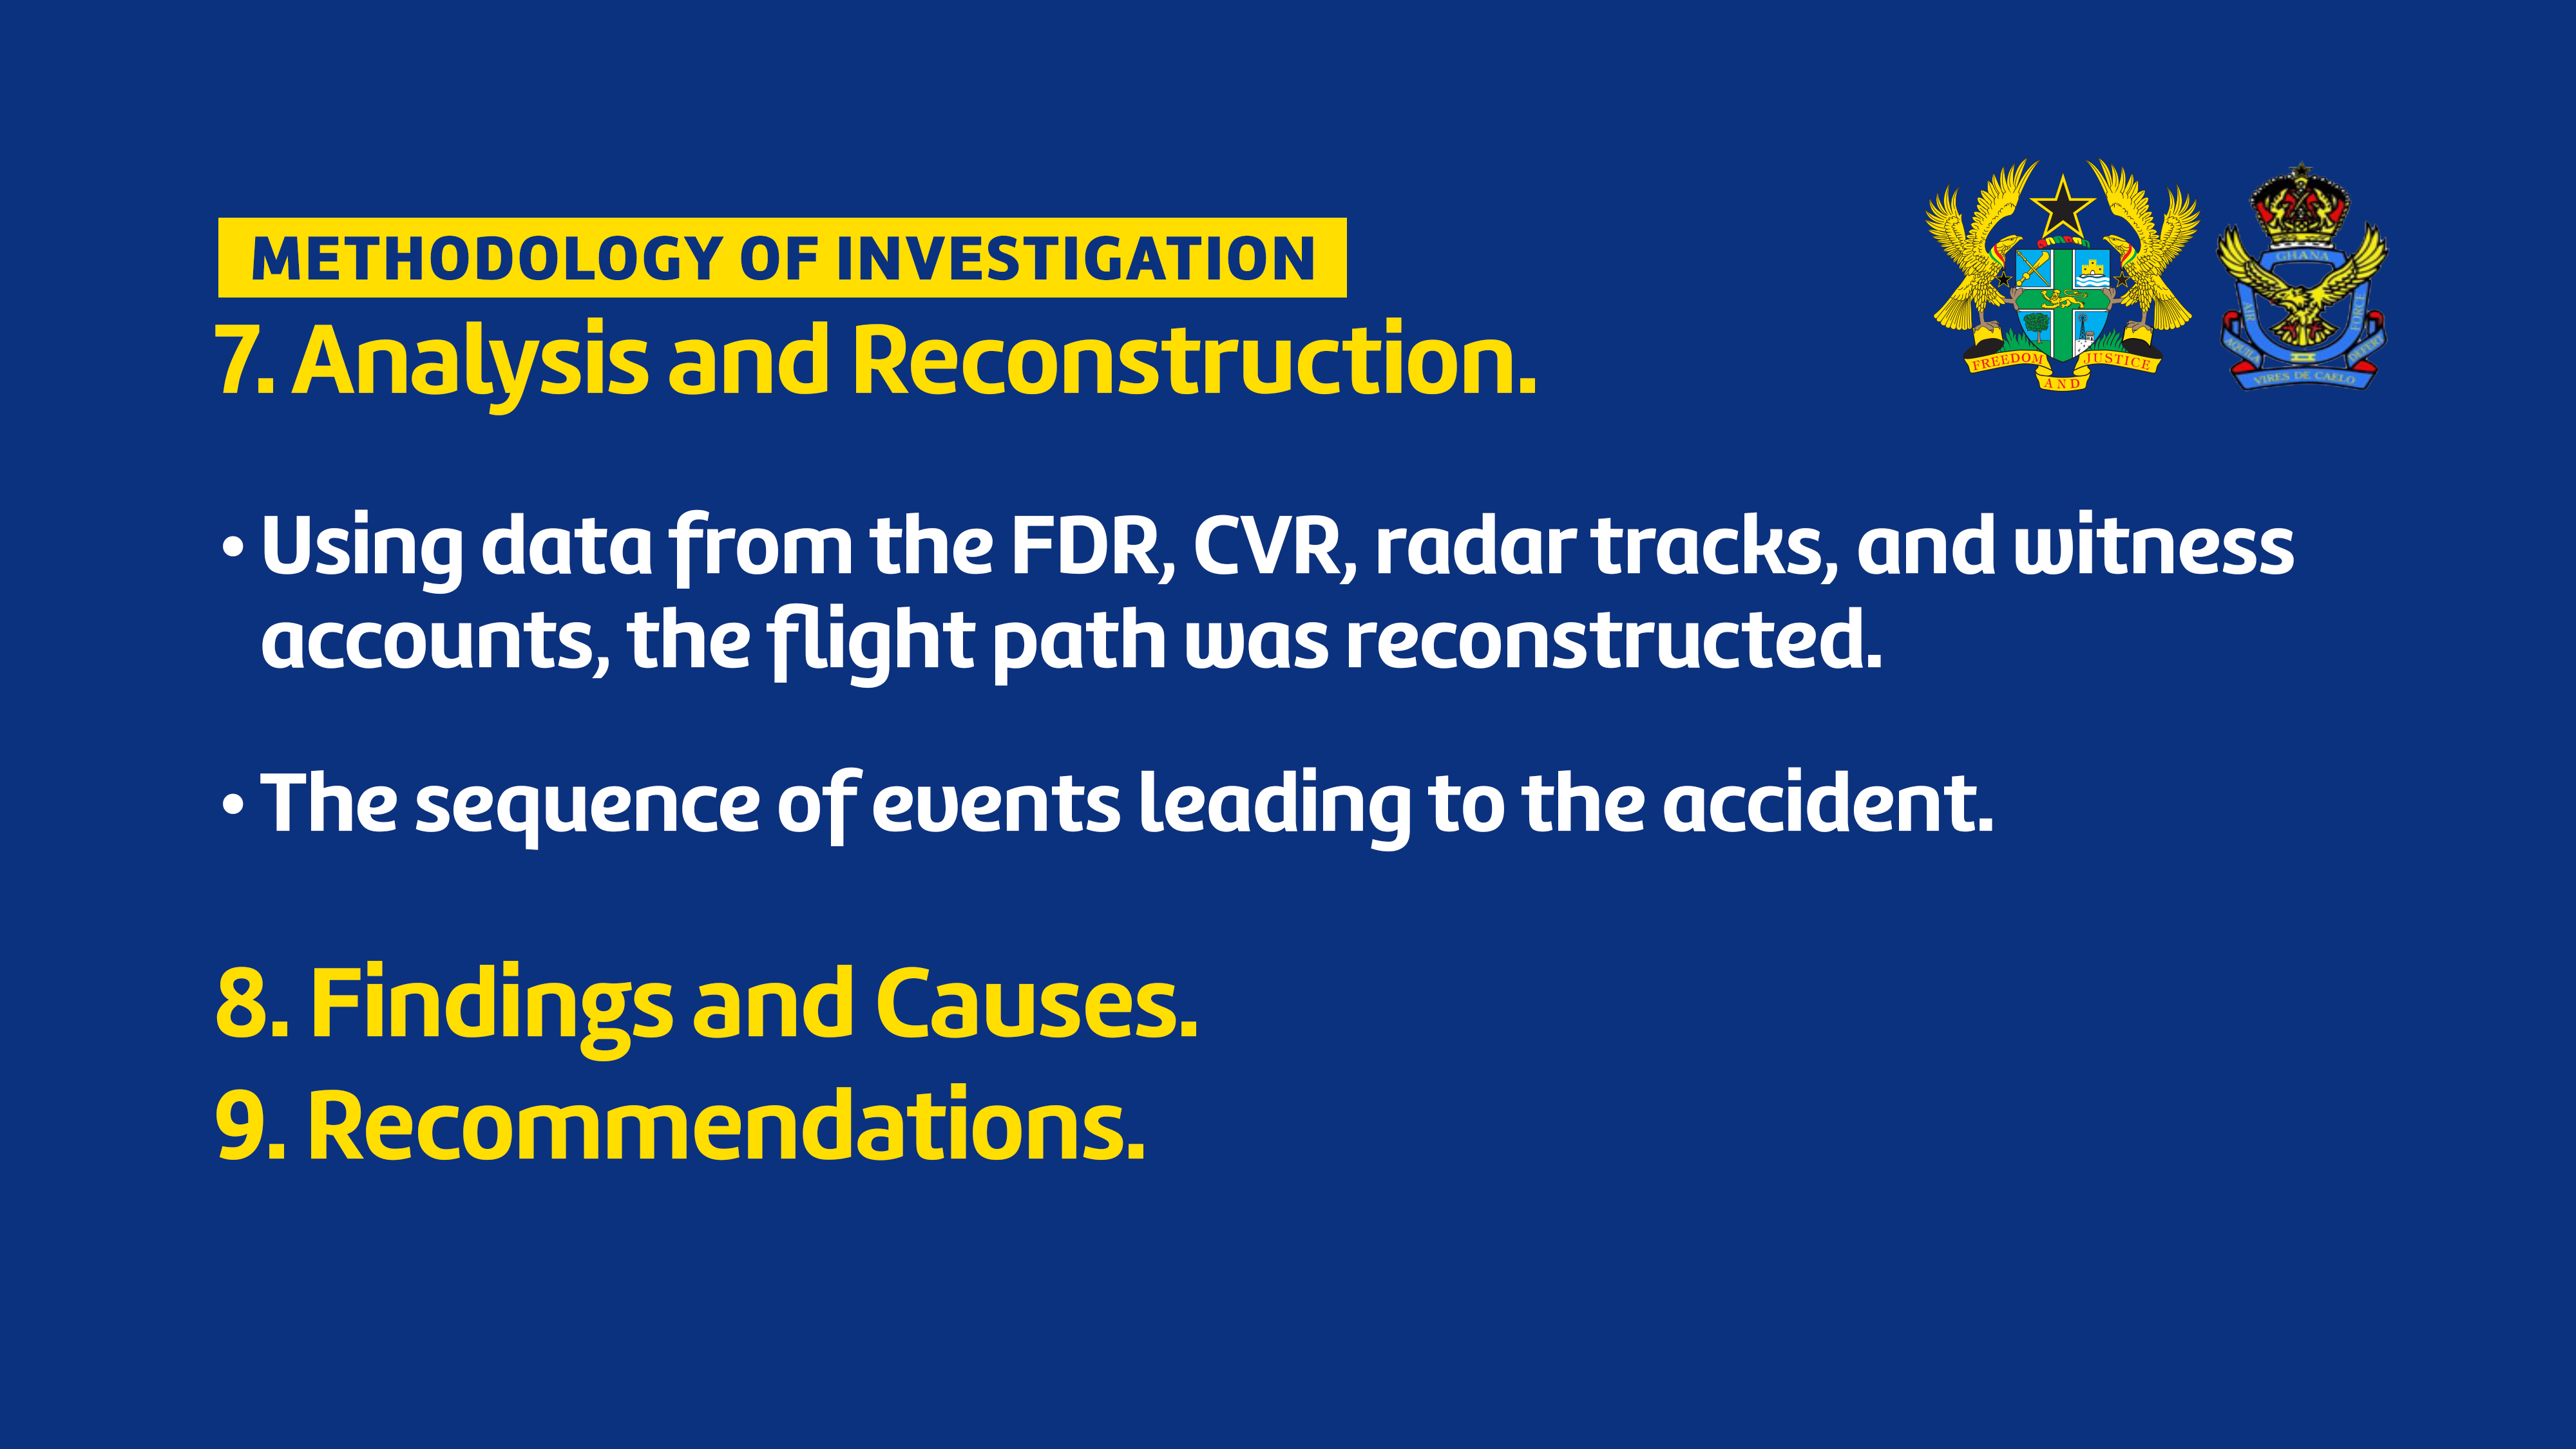 METHODOLOGY OF INVESTIGATION
7. Analysis and Reconstruction.
FREEDOM AND JUSTICE
GHANA
AIR FORCE
AQUILA DEFERT
VIRES DE CAELO
• Using data from the FDR, CVR, radar tracks, and witness
accounts, the flight path was reconstructed.
• The sequence of events leading to the accident.
8. Findings and Causes.
9. Recommendations.